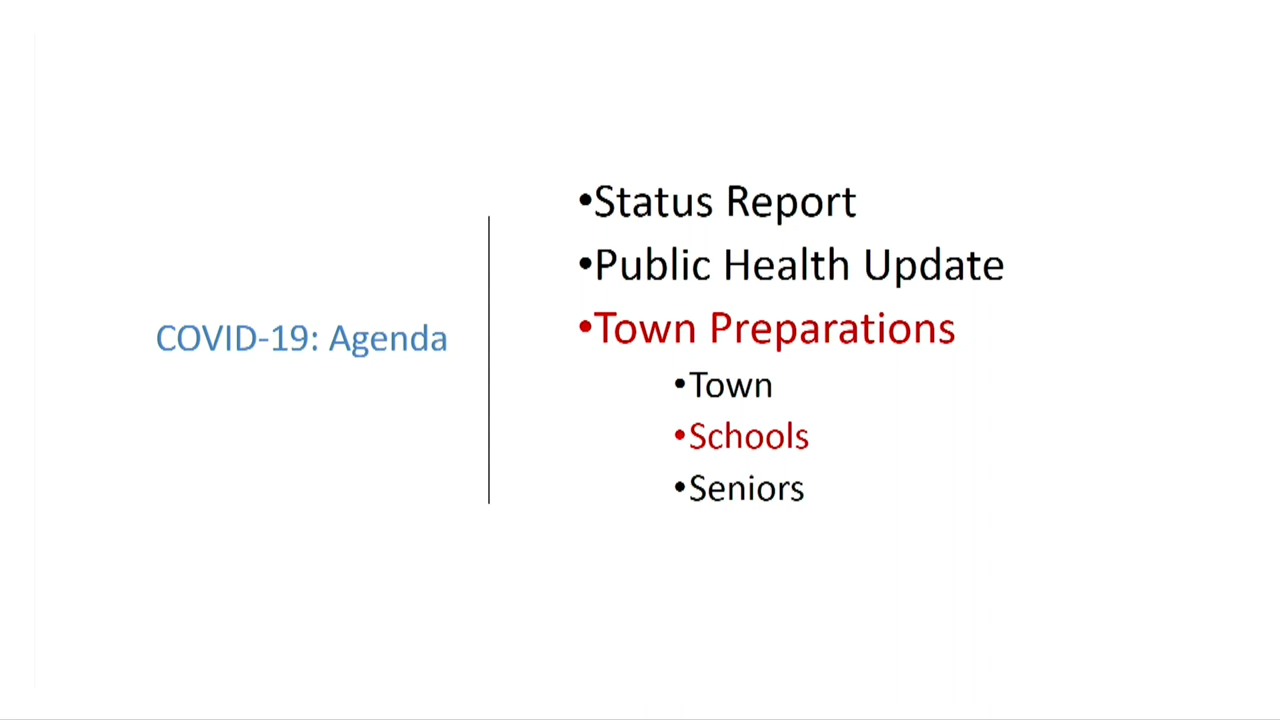 COVID-19: Agenda
•Status Report
•Public Health Update
•Town Preparations
•Town
•Schools
•Seniors